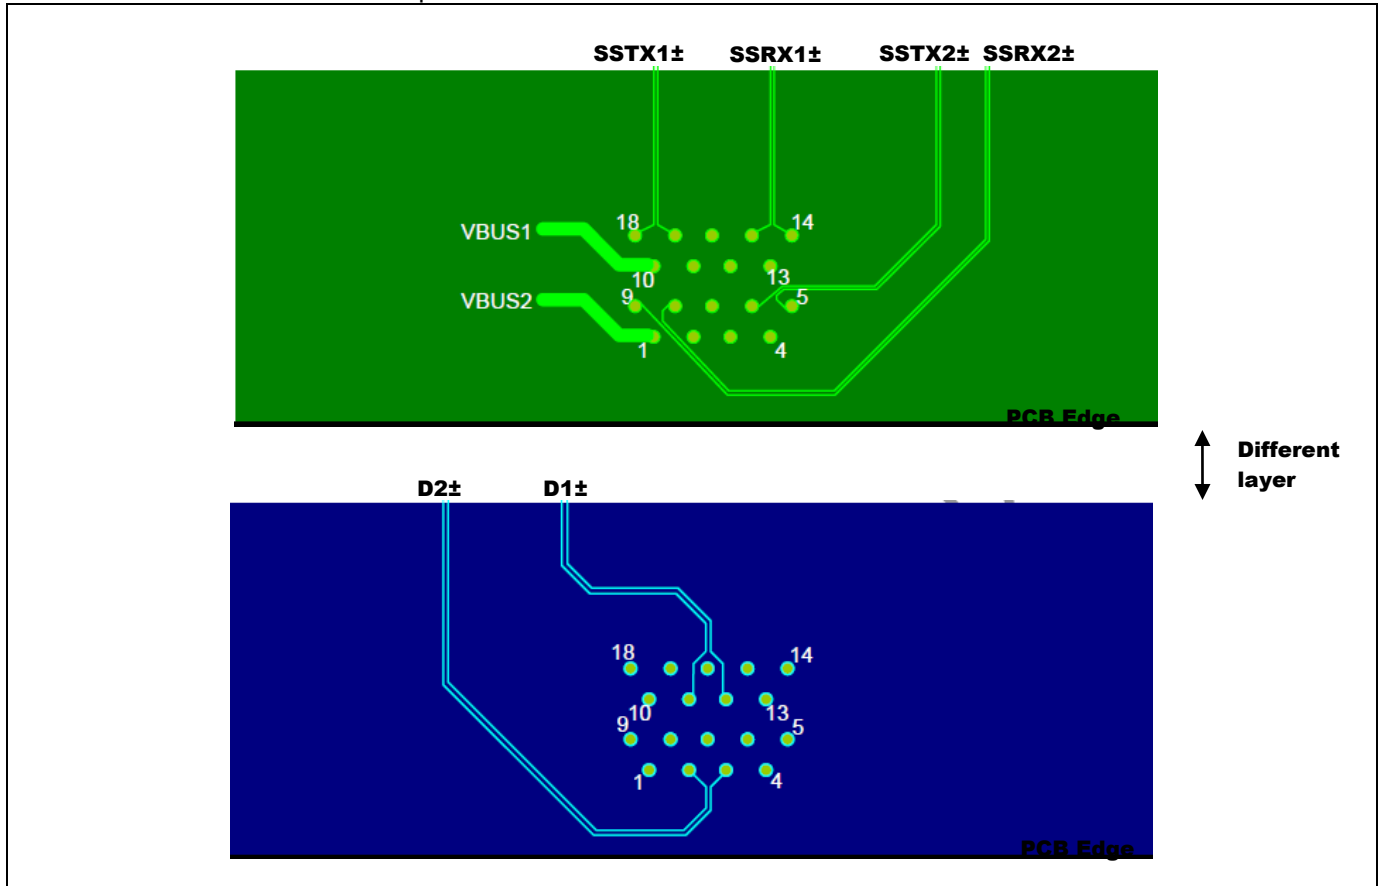 SSTX1± SSRX1± SSTX2± SSRX2±
18 14
VBUS1
10 13
VBUS2 9 5
1 4
PCB Edge
Different
layer
D2± D1±
18 14
10 13
9 5
1 4
PCB Edge